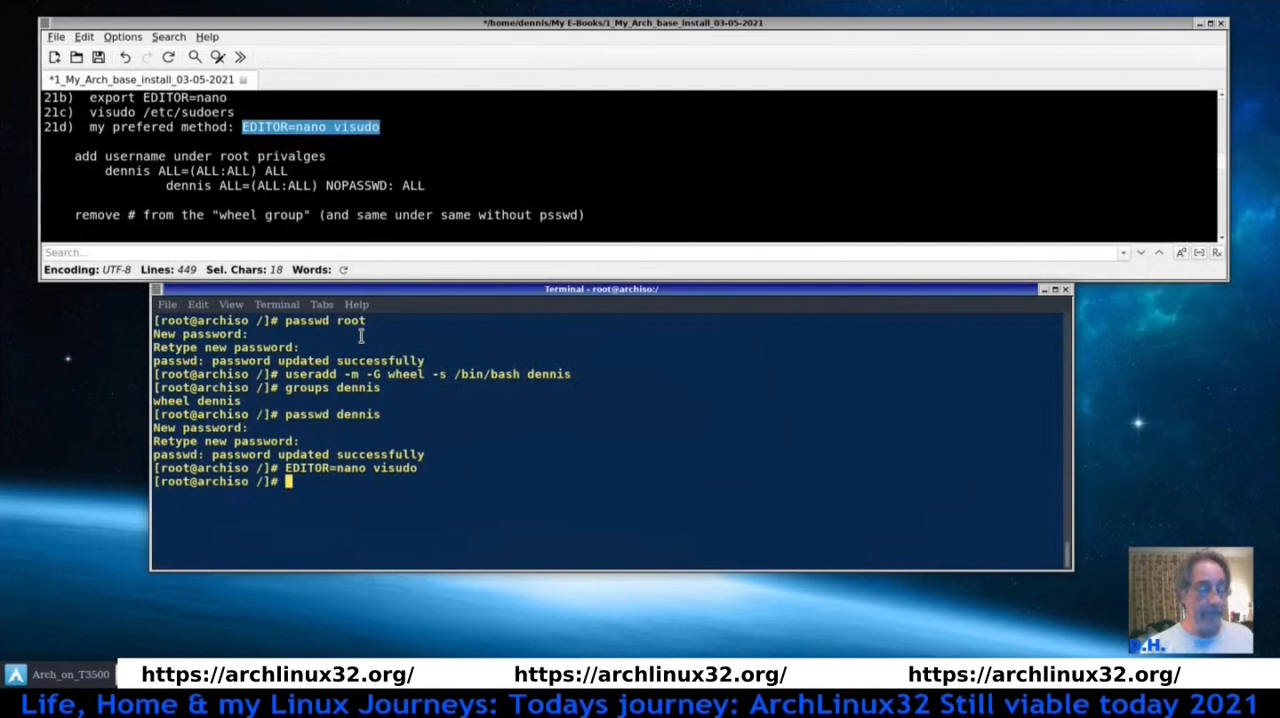 */home/dennis/My E-Books/1_My_Arch_base_install_03-05-2021
File Edit Options Search Help
*1_My_Arch_base_install_03-05-2021
21b) export EDITOR=nano
21c) visudo /etc/sudoers
21d) my prefered method: EDITOR=nano visudo
add username under root privalges
dennis ALL=(ALL:ALL) ALL
dennis ALL=(ALL:ALL) NOPASSWD: ALL
remove # from the "wheel group" (and same under same without psswd)
Search...
Encoding: UTF-8 Lines: 449 Sel. Chars: 18 Words:
Terminal - root@archiso:/
File Edit View Terminal Tabs Help
[root@archiso /]# passwd root
New password:
Retype new password:
passwd: password updated successfully
[root@archiso /]# useradd -m -G wheel -s /bin/bash dennis
[root@archiso /]# groups dennis
wheel dennis
[root@archiso /]# passwd dennis
New password:
Retype new password:
passwd: password updated successfully
[root@archiso /]# EDITOR=nano visudo
[root@archiso /]#
D.H.
Arch_on_T3500 https://archlinux32.org/ https://archlinux32.org/ https://archlinux32.org/
Life, Home & my Linux Journeys: Todays journey: ArchLinux32 Still viable today 2021